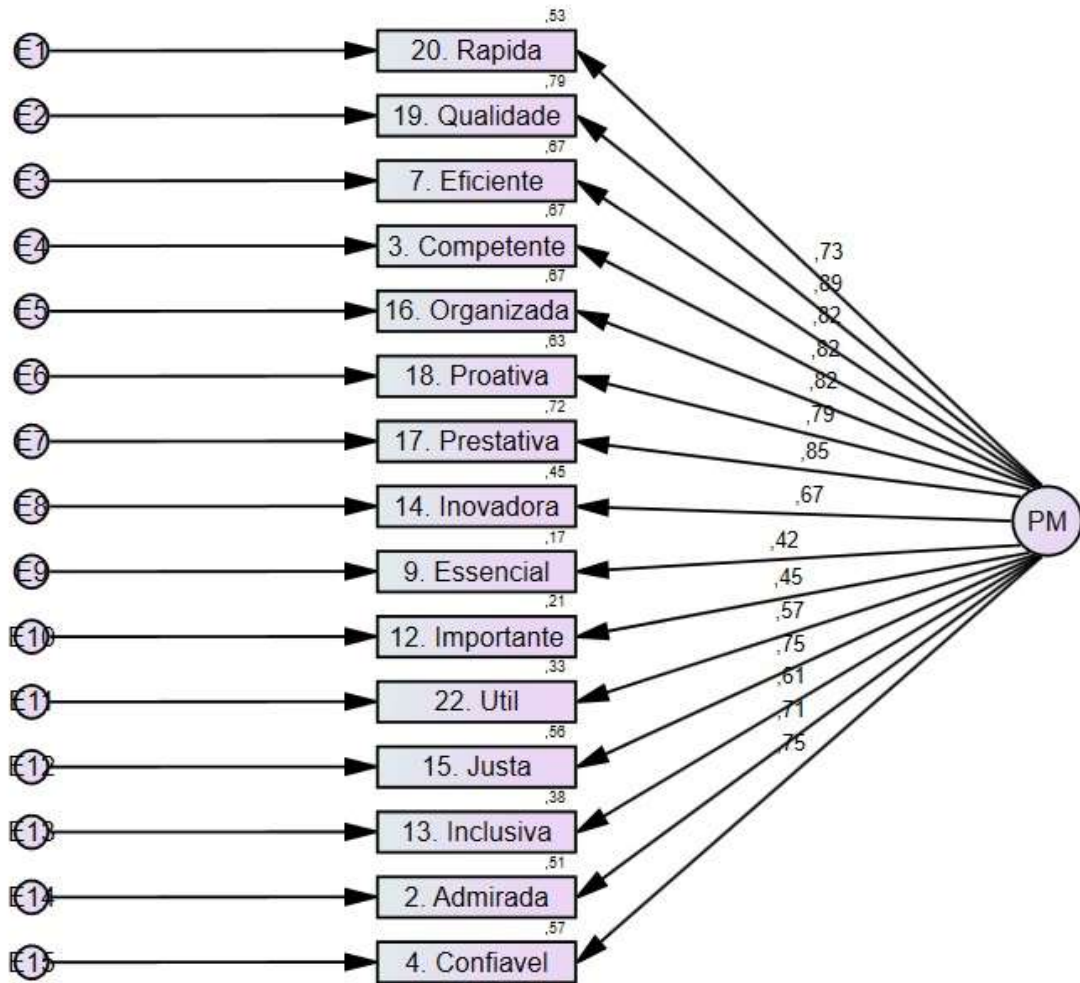 ,53
E1 20. Rapida
,79
E2 19. Qualidade
,67
E3 7. Eficiente
,67
E4 3. Competente
,67
E5 16. Organizada
,63
E6 18. Proativa
,72
E7 17. Prestativa
,45
E8 14. Inovadora
,17
E9 9. Essencial
,21
E10 12. Importante
,33
E11 22. Util
,56
E12 15. Justa
,38
E13 13. Inclusiva
,51
E14 2. Admirada
,57
E15 4. Confiavel
,73
,89
,82
,82
,82
,79
,85
,67
,42
,45
,57
,75
,61
,71
,75
PM